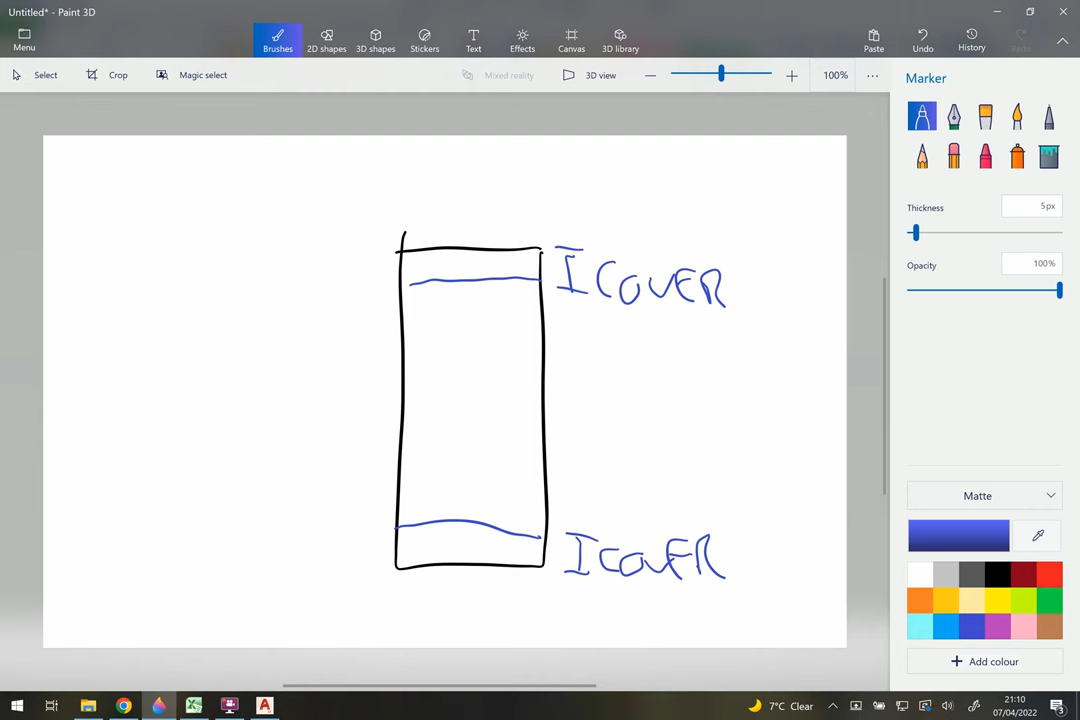 Untitled* - Paint 3D
Menu
Brushes
2D shapes
3D shapes
Stickers
Text
Effects
Canvas
3D library
Paste
Undo
History
Redo
Select
Crop
Magic select
Mixed reality
3D view
100%
Marker
Thickness
5px
Opacity
100%
I COVER
I COVER
Matte
Add colour
7°C Clear
21:10
07/04/2022
3